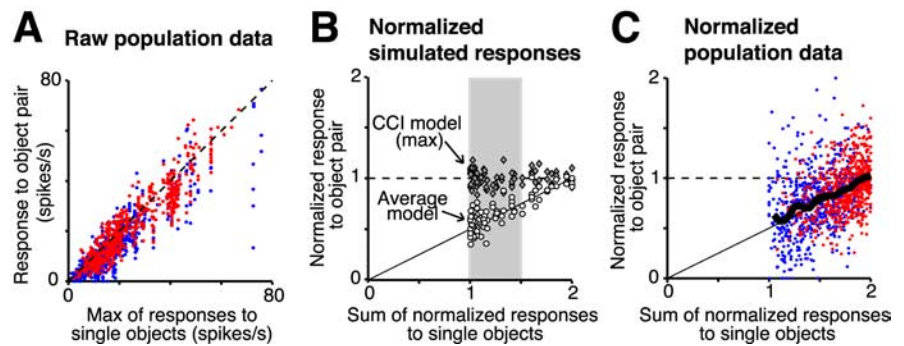 A Raw population data
Response to object pair
(spikes/s)
80
0
0
80
Max of responses to
single objects (spikes/s)
B Normalized
simulated responses
Normalized response
to object pair
2
1
0
CCI model
(max)
Average
model
0
1
2
Sum of normalized responses
to single objects
C Normalized
population data
Normalized response
to object pair
2
1
0
0
1
2
Sum of normalized responses
to single objects